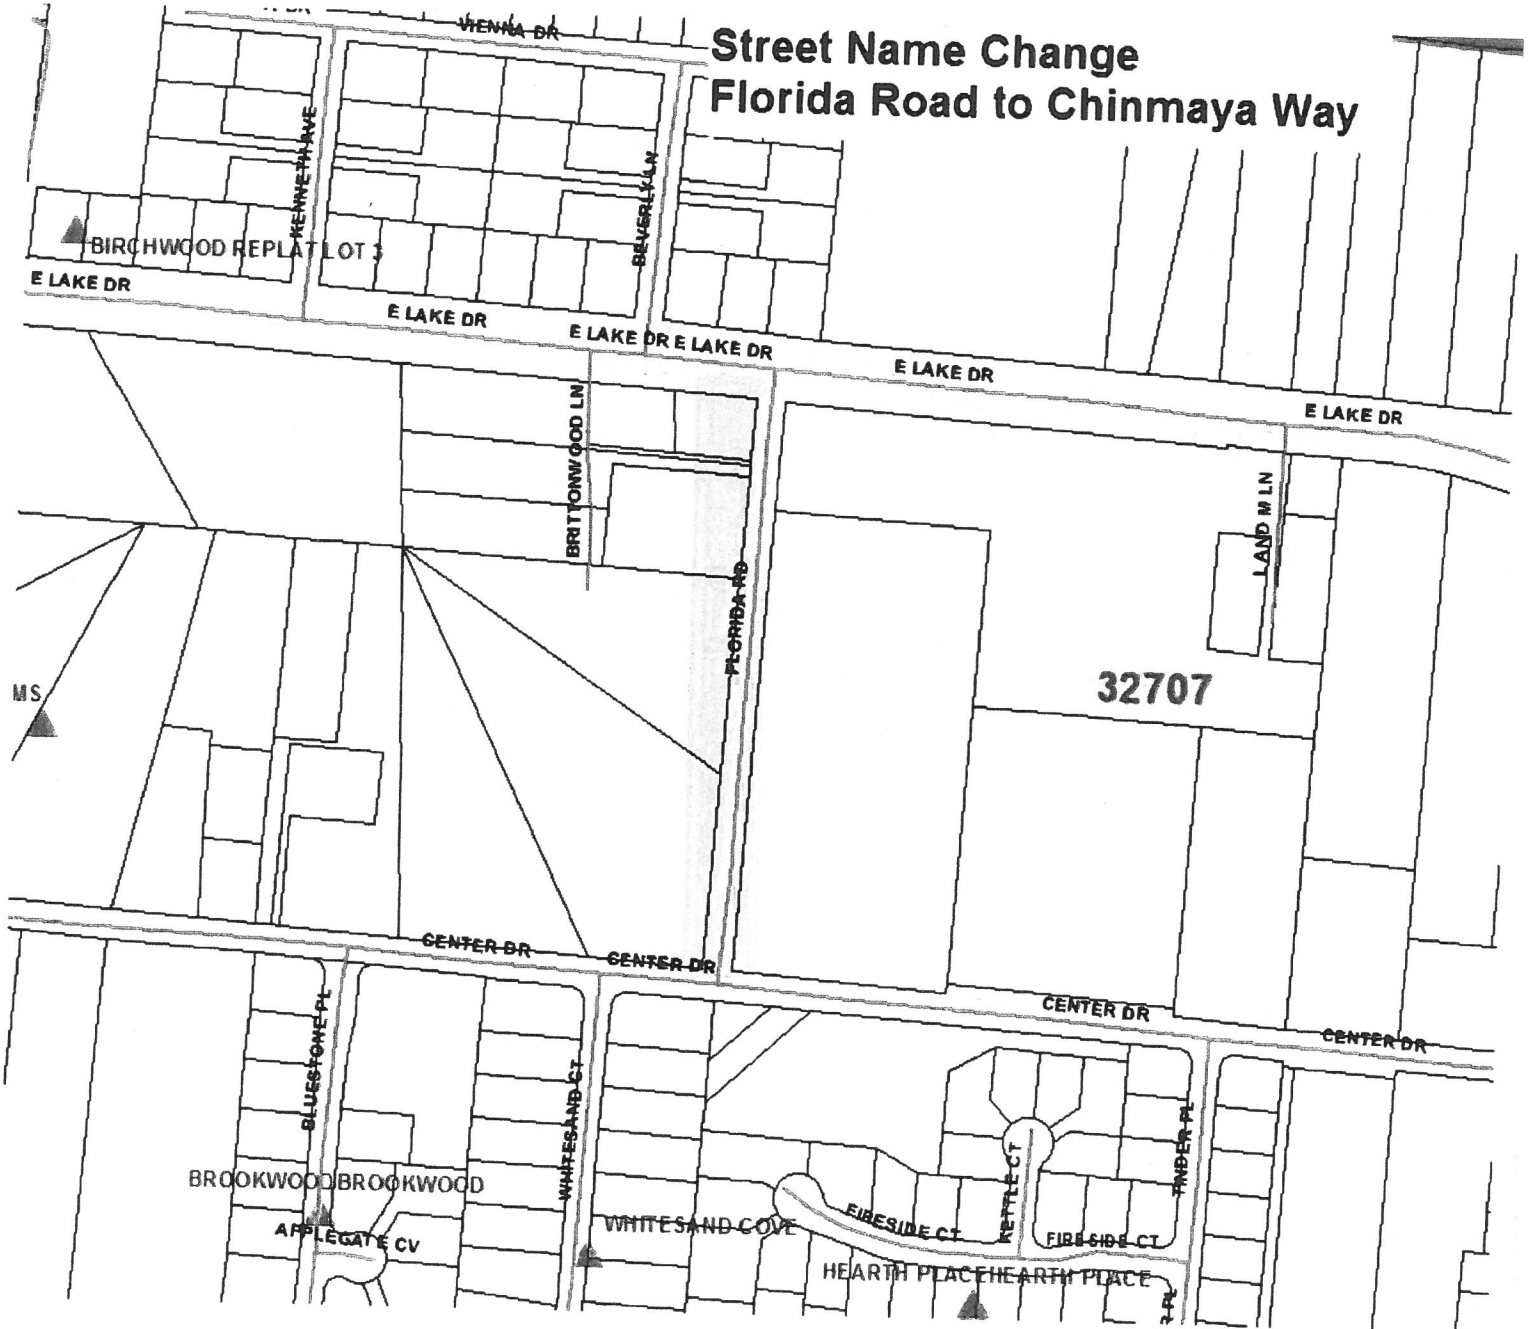 VIENNA DR
Street Name Change
Florida Road to Chinmaya Way
KENNETH AVE
BEVERLY LN
BIRCHWOOD REPLAT LOT 3
E LAKE DR
E LAKE DR
E LAKE DR
E LAKE DR
E LAKE DR
E LAKE DR
BRITTONWOOD LN
LAND M LN
FLORIDA RD
32707
MS
CENTER DR
CENTER DR
CENTER DR
CENTER DR
BLUESTONE PL
WHITESAND CT
KETTLE CT
TINDER PL
BROOKWOOD BROOKWOOD
APPLEGATE CV
WHITESAND COVE
FIRESIDE CT
FIRESIDE CT
HEARTH PLACE HEARTH PLACE
R PL